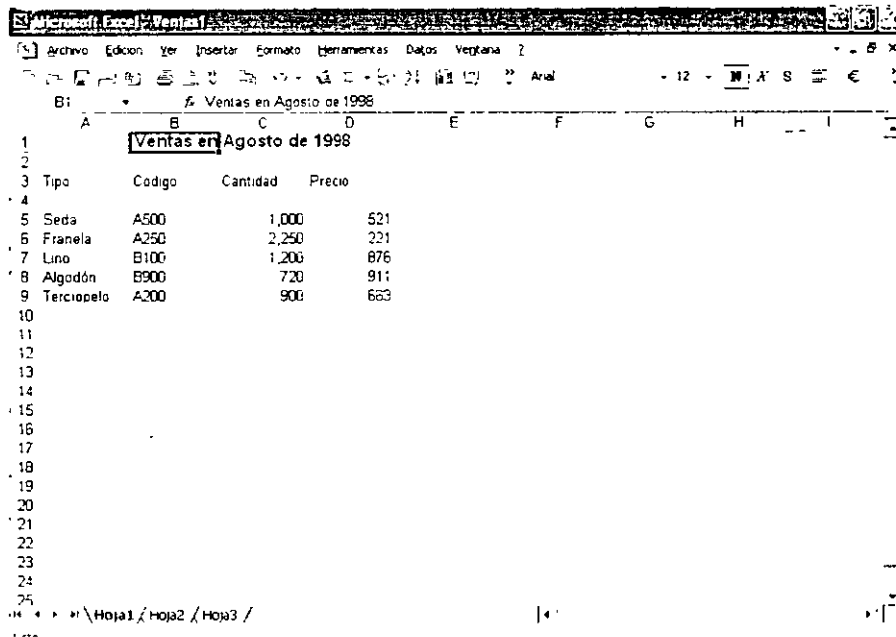 Microsoft Excel - Ventas1
Archivo Edicion Ver Insertar Formato Herramientas Datos Ventana ?
Arial 12 N K S €
B1 fx Ventas en Agosto de 1998
A B C D E F G H I
1 Ventas en Agosto de 1998
2
3 Tipo Codigo Cantidad Precio
4
5 Seda A500 1,000 521
6 Franela A250 2,250 221
7 Lino B100 1,200 876
8 Algodón B900 720 911
9 Terciopelo A200 900 663
10
11
12
13
14
15
16
17
18
19
20
21
22
23
24
25
Hoja1 / Hoja2 / Hoja3 /
Listo